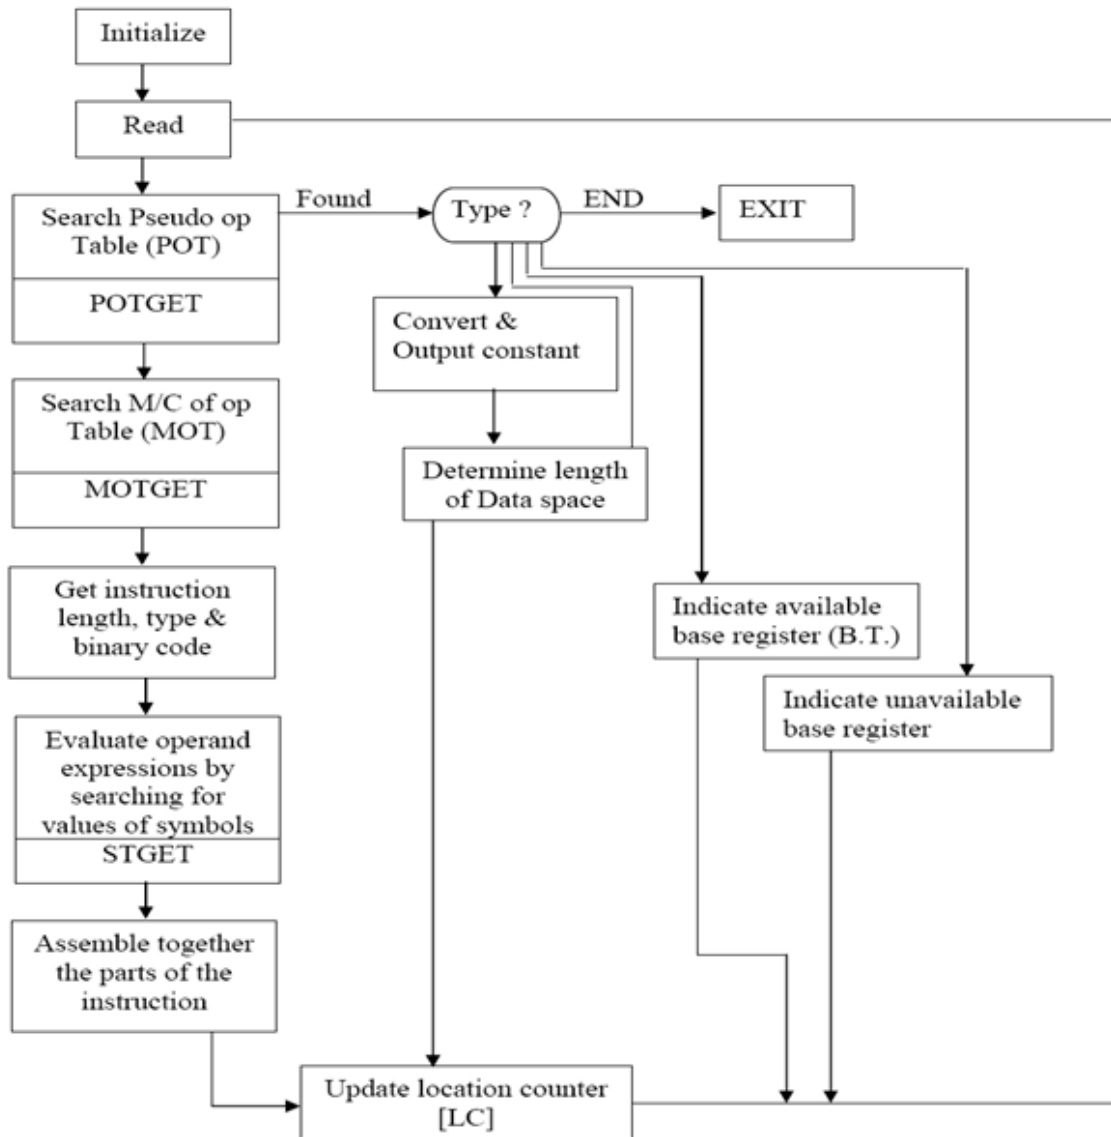 Initialize
Read
Search Pseudo op
Table (POT)
POTGET
Found
Type ?
END
EXIT
Convert &
Output constant
Search M/C of op
Table (MOT)
MOTGET
Determine length
of Data space
Get instruction
length, type &
binary code
Indicate available
base register (B.T.)
Indicate unavailable
base register
Evaluate operand
expressions by
searching for
values of symbols
STGET
Assemble together
the parts of the
instruction
Update location counter
[LC]